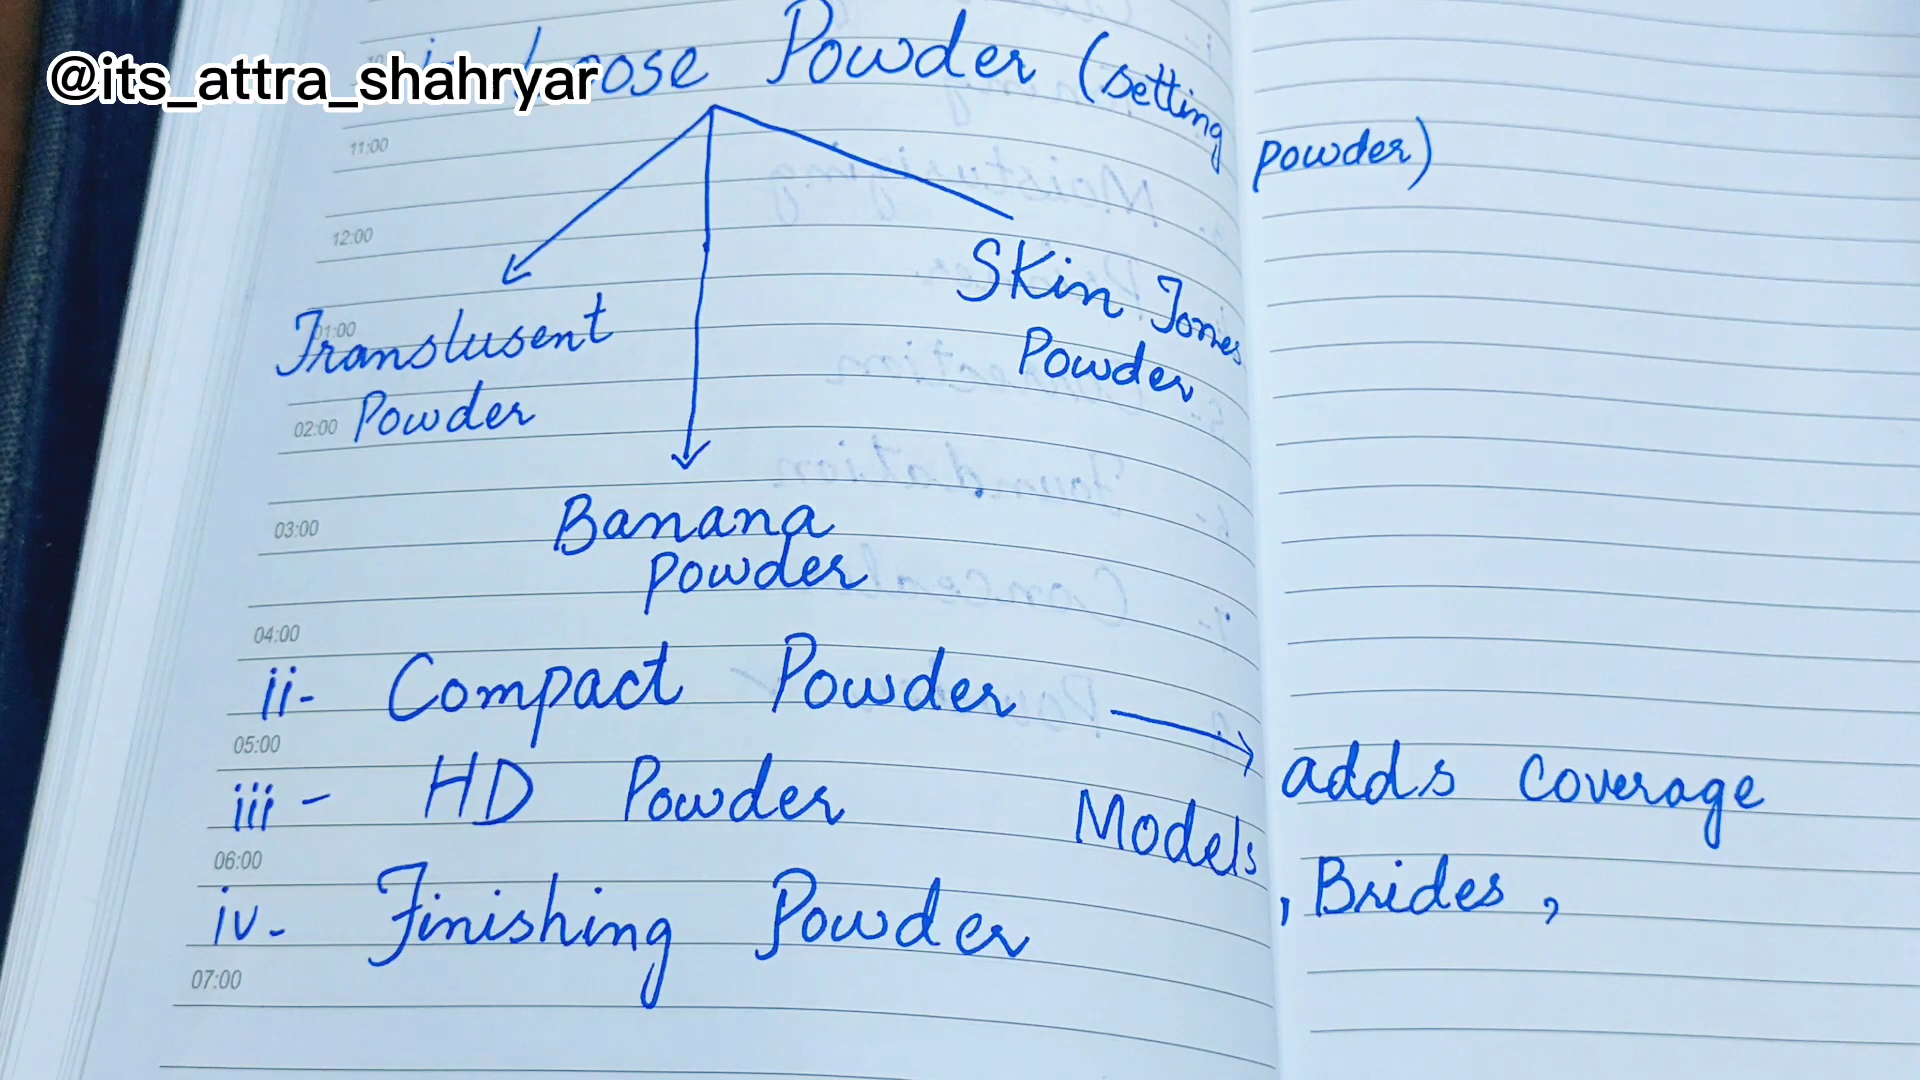 @its_attra_shahryar
i- Loose Powder (setting powder)
11:00
12:00
Skin Tones
Powder
01:00
Translusent
02:00 Powder
03:00
Banana
powder
04:00
ii- Compact Powder → adds coverage
05:00
iii- HD Powder Models, Brides,
06:00
iv- Finishing Powder
07:00